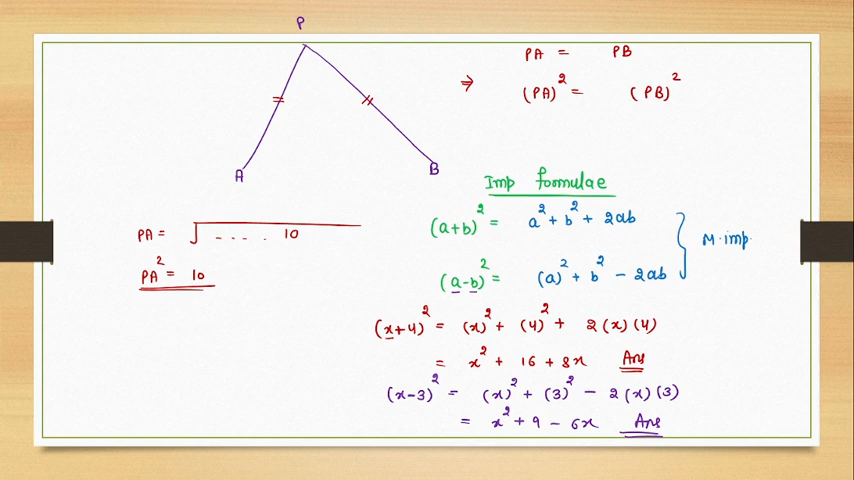 P
PA = PB
⇒ (PA)² = (PB)²
A
B
Imp formulae
(a+b)² = a² + b² + 2ab
PA = √ .... 10
M.imp.
PA² = 10
(a-b)² = (a)² + b² - 2ab
(x+4)² = (x)² + (4)² + 2(x)(4)
= x² + 16 + 8x Ans
(x-3)² = (x)² + (3)² - 2(x)(3)
= x² + 9 - 6x Ans